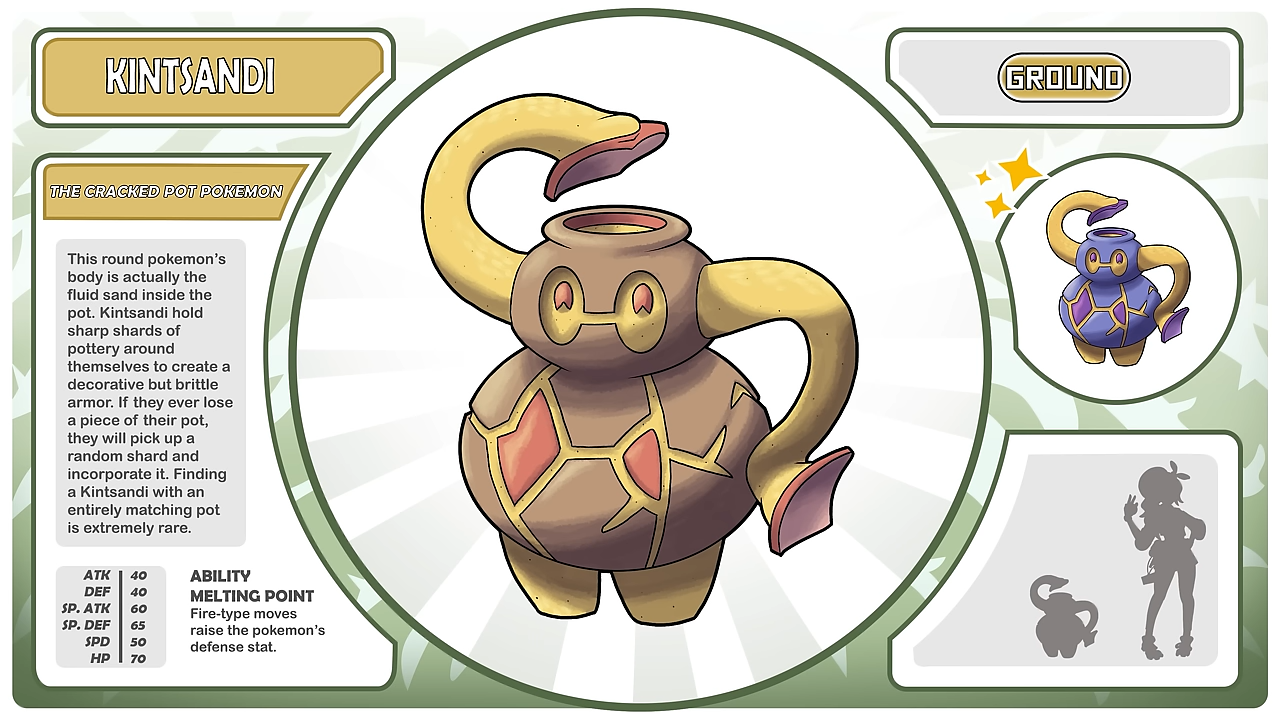 KINTSANDI
GROUND
THE CRACKED POT POKEMON
This round pokemon's
body is actually the
fluid sand inside the
pot. Kintsandi hold
sharp shards of
pottery around
themselves to create a
decorative but brittle
armor. If they ever lose
a piece of their pot,
they will pick up a
random shard and
incorporate it. Finding
a Kintsandi with an
entirely matching pot
is extremely rare.
ATK 40
DEF 40
SP. ATK 60
SP. DEF 65
SPD 50
HP 70
ABILITY
MELTING POINT
Fire-type moves
raise the pokemon's
defense stat.